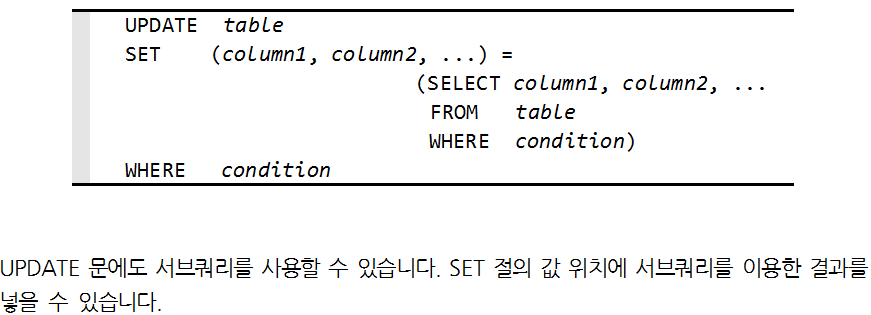 UPDATE table
SET (column1, column2, ...) =
(SELECT column1, column2, ...
FROM table
WHERE condition)
WHERE condition
UPDATE 문에도 서브쿼리를 사용할 수 있습니다. SET 절의 값 위치에 서브쿼리를 이용한 결과를
넣을 수 있습니다.